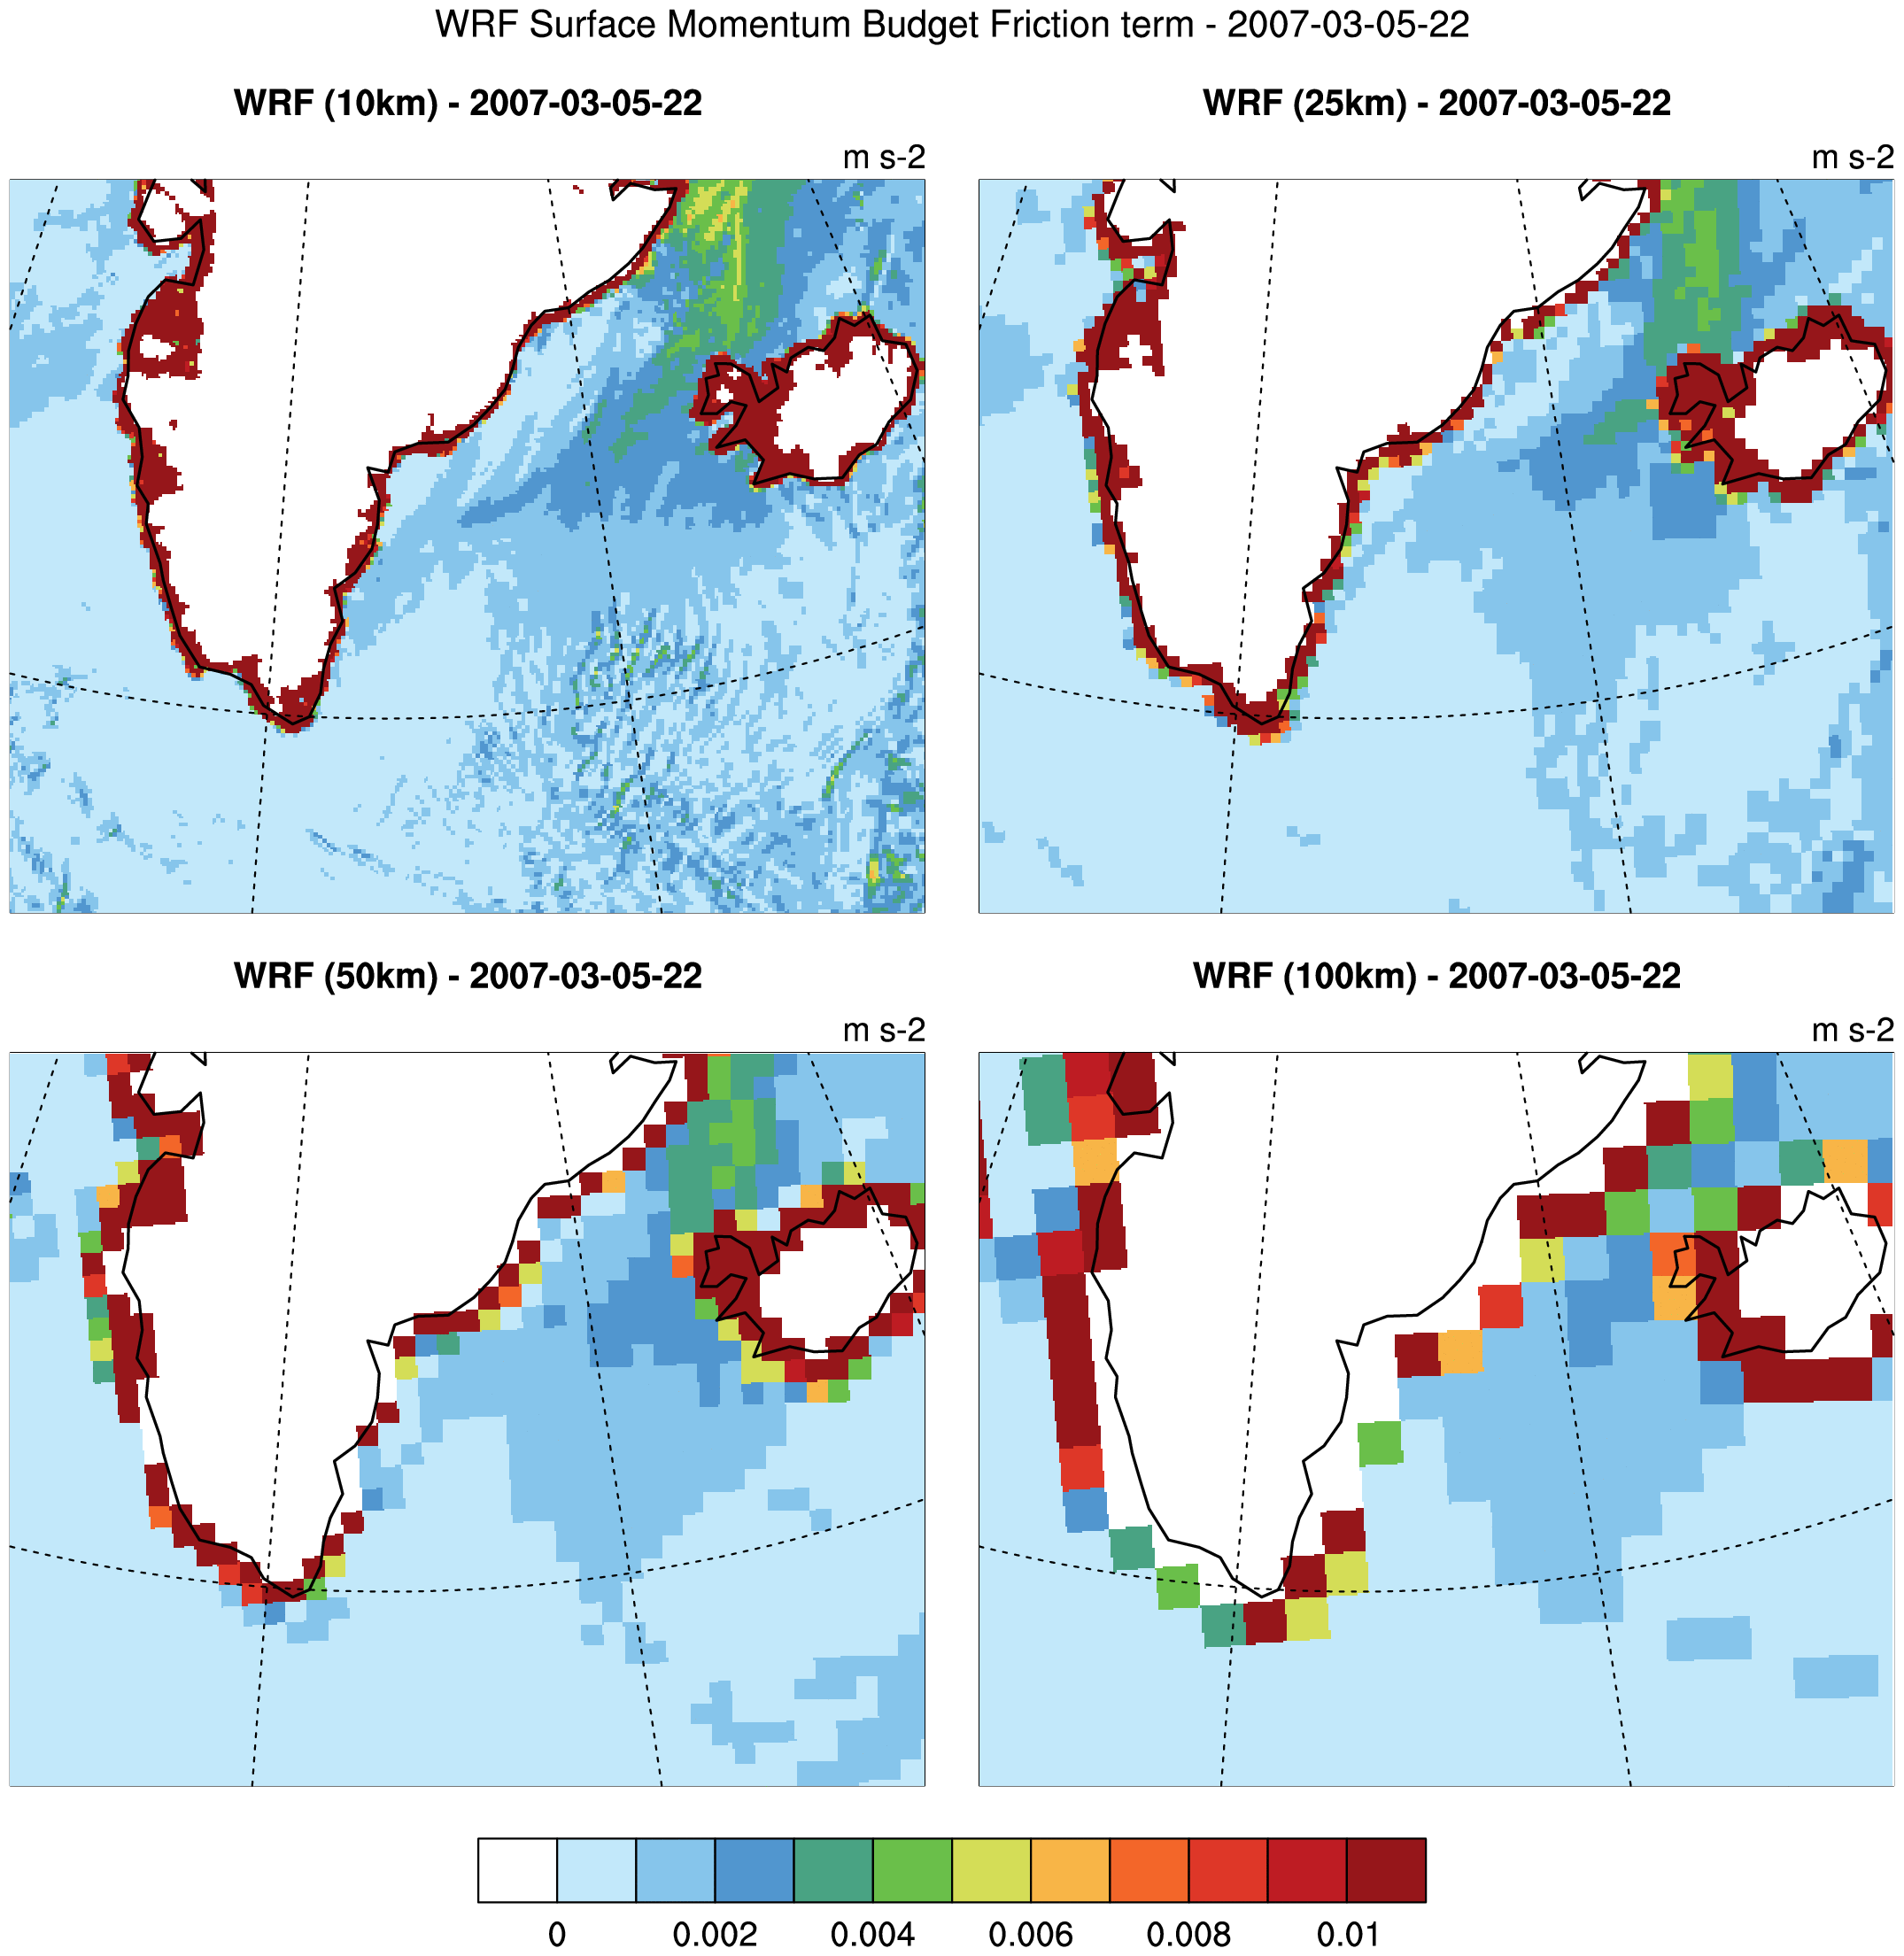 WRF Surface Momentum Budget Friction term - 2007-03-05-22
WRF (10km) - 2007-03-05-22
m s-2
WRF (25km) - 2007-03-05-22
m s-2
WRF (50km) - 2007-03-05-22
m s-2
WRF (100km) - 2007-03-05-22
m s-2
0 0.002 0.004 0.006 0.008 0.01